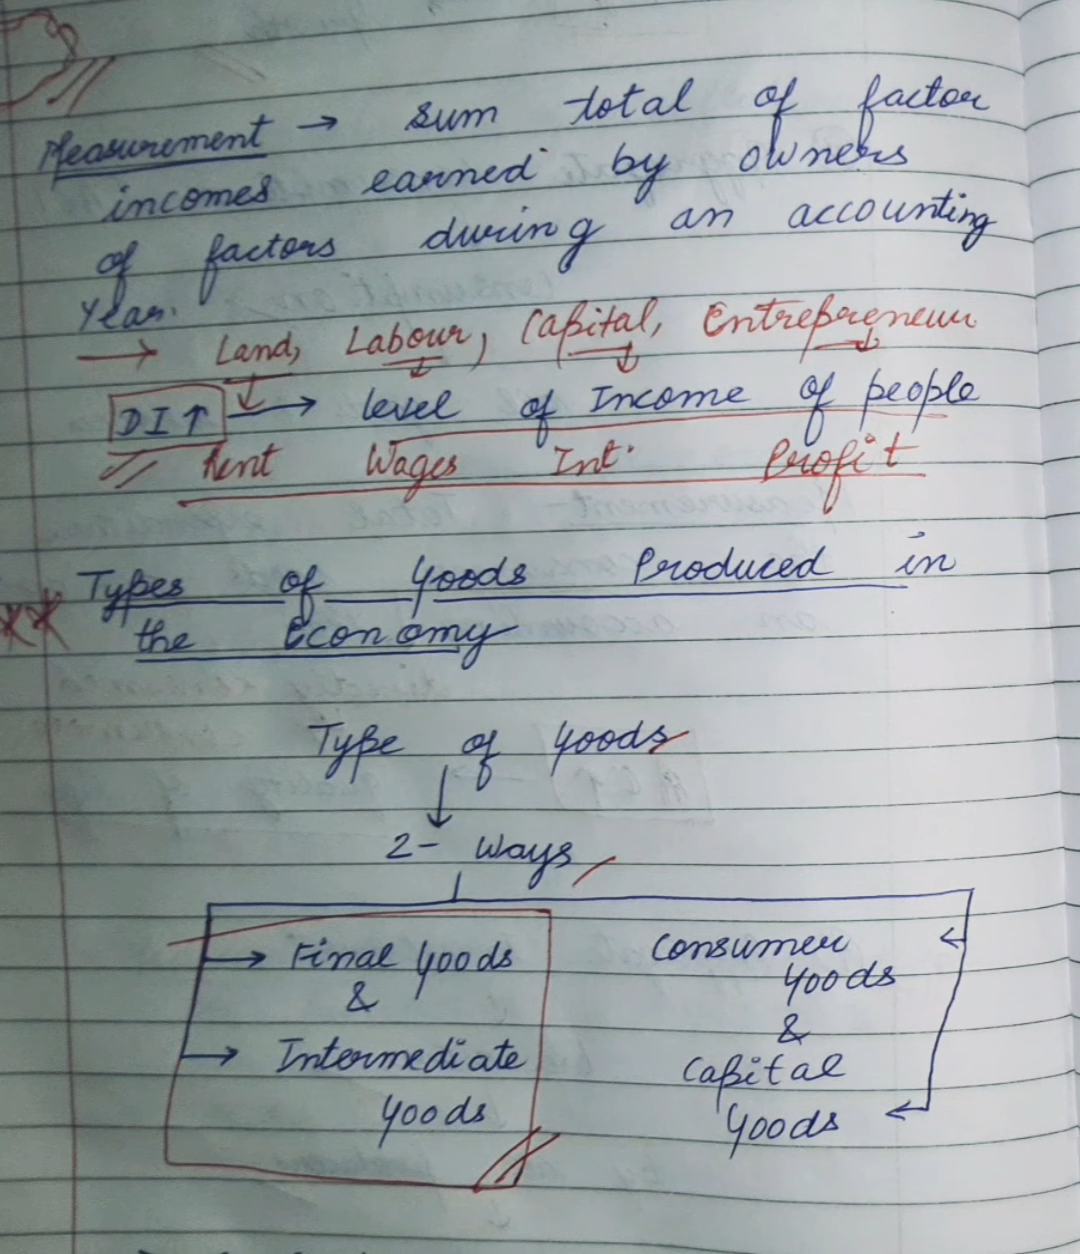 Measurement → sum total of factor
incomes earned by owners
of factors during an accounting
Year.
→ Land, Labour, Capital, Entrepreneur
DI↑ → level of Income of people
Rent Wages Int. Profit
Types of Goods Produced in
the Economy
Type of Goods
2- Ways
→ Final Goods
&
→ Intermediate
Goods
Consumer
Goods
&
Capital
Goods